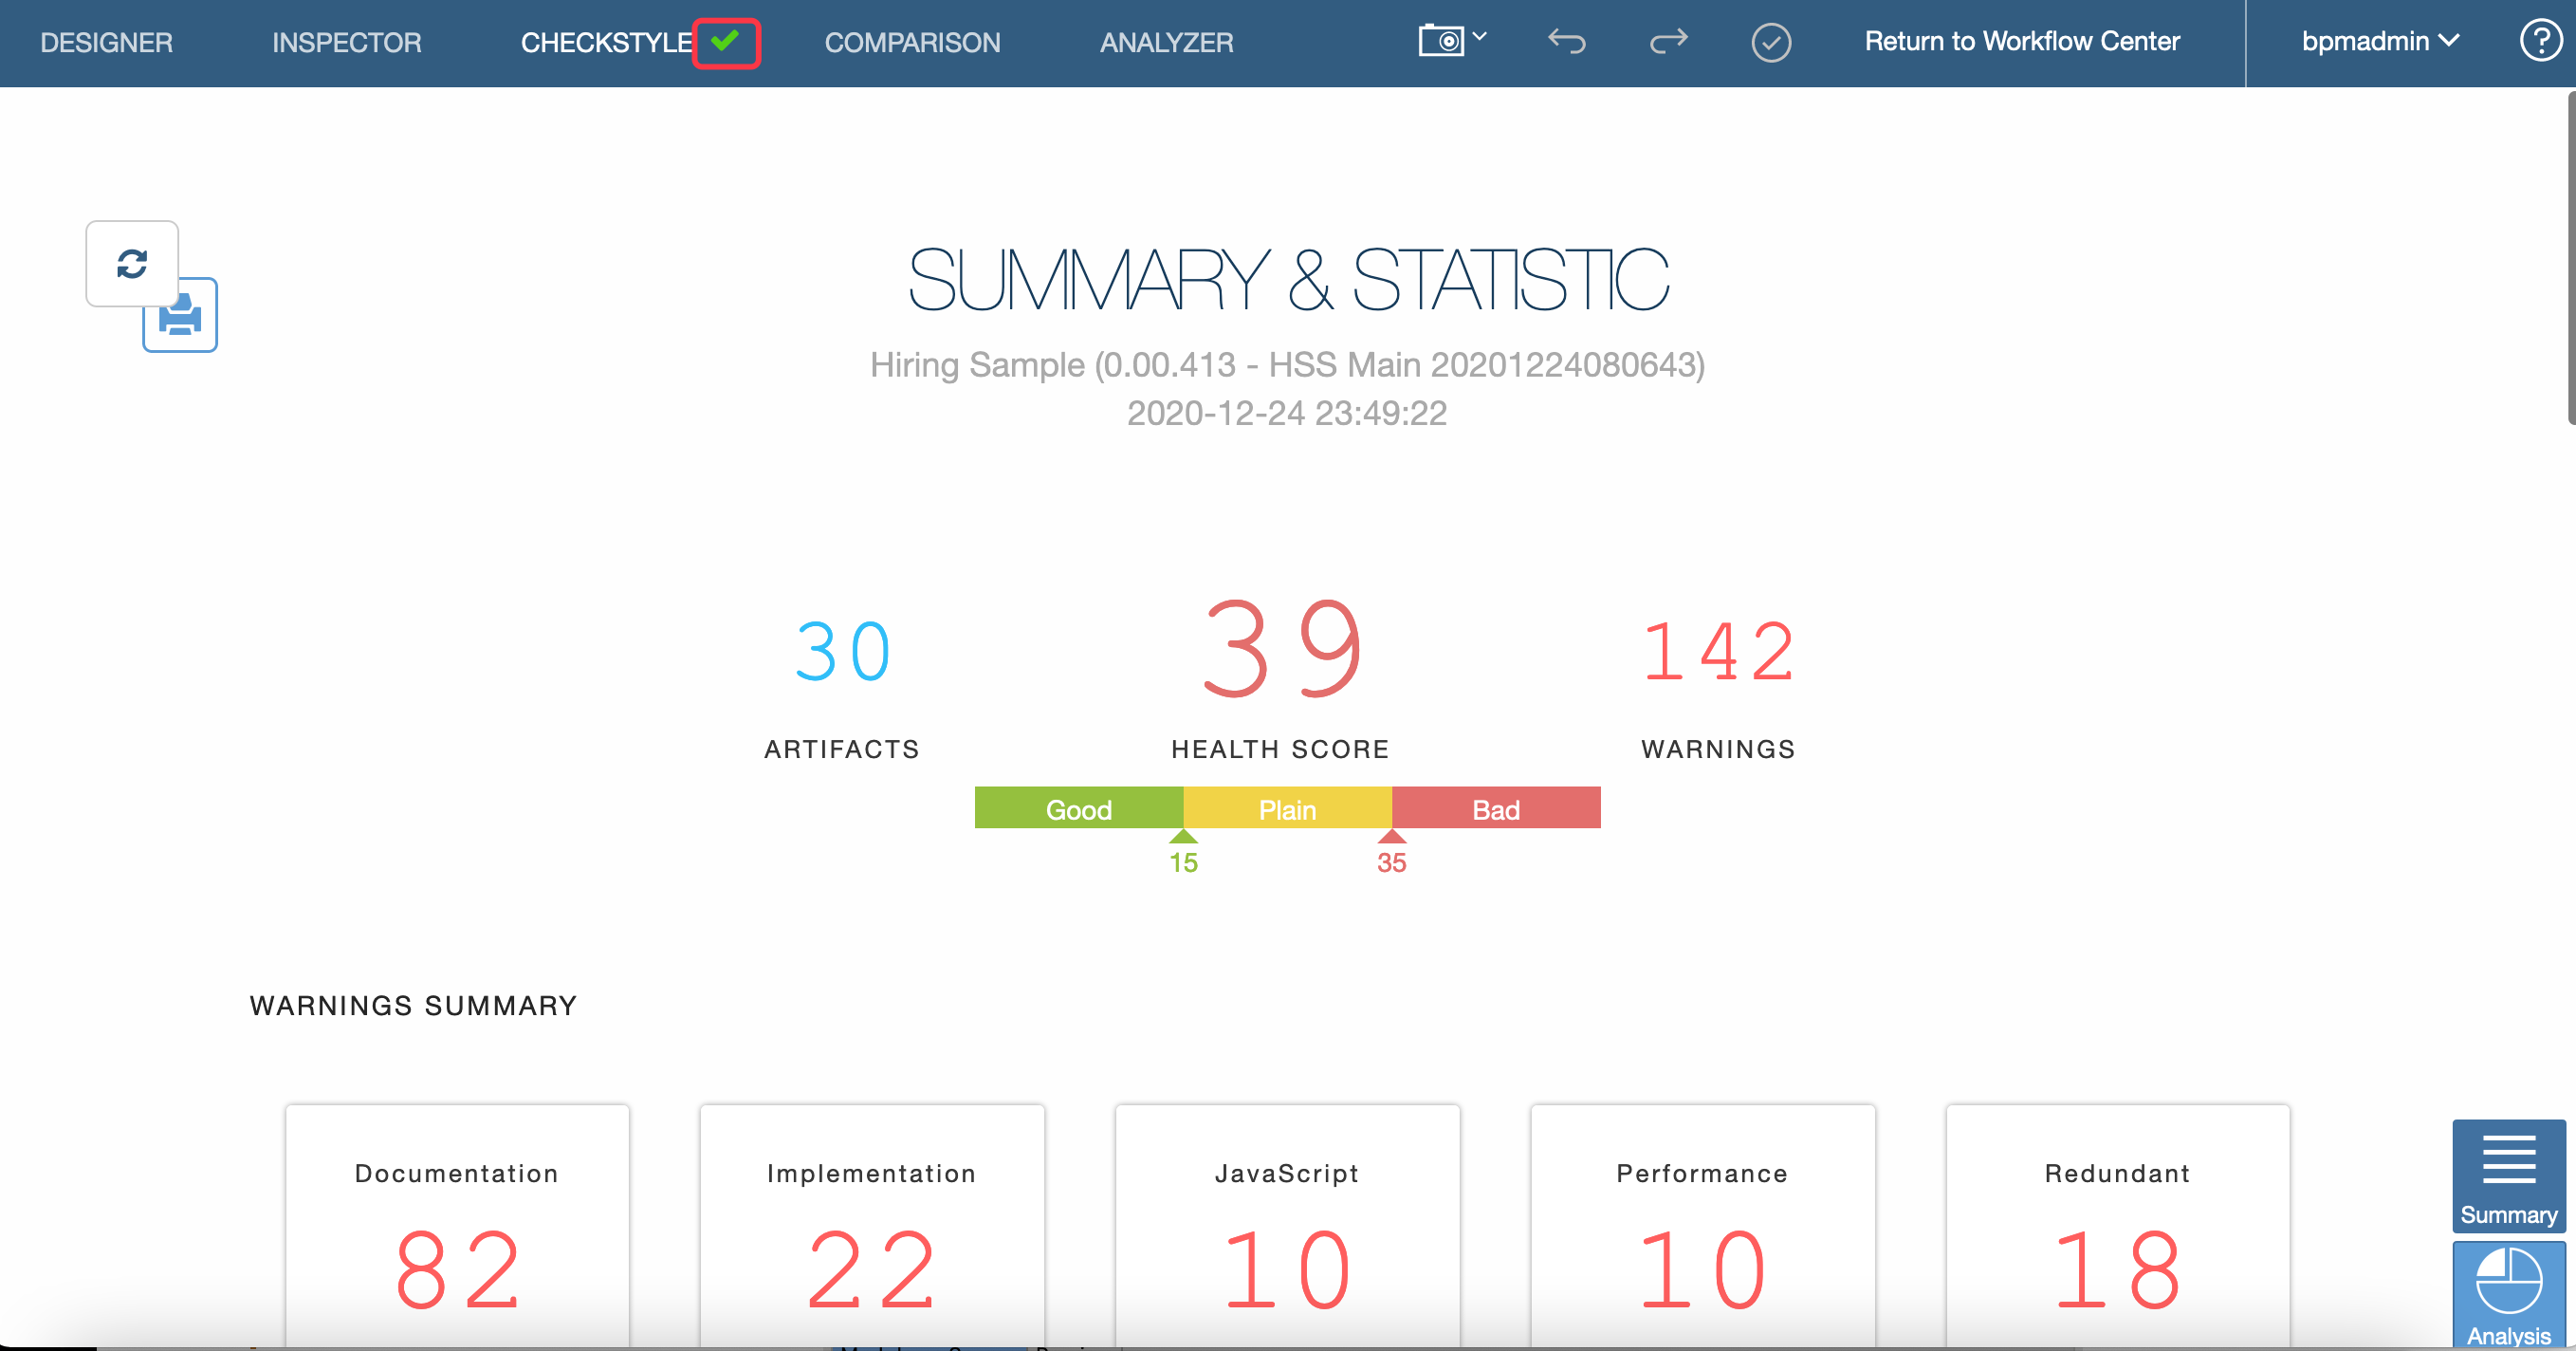 DESIGNER INSPECTOR CHECKSTYLE COMPARISON ANALYZER Return to Workflow Center bpmadmin ?
SUMMARY & STATISTIC
Hiring Sample (0.00.413 - HSS Main 20201224080643)
2020-12-24 23:49:22
30 39 142
ARTIFACTS HEALTH SCORE WARNINGS
Good Plain Bad
15 35
WARNINGS SUMMARY
Documentation Implementation JavaScript Performance Redundant
82 22 10 10 18
Summary
Analysis